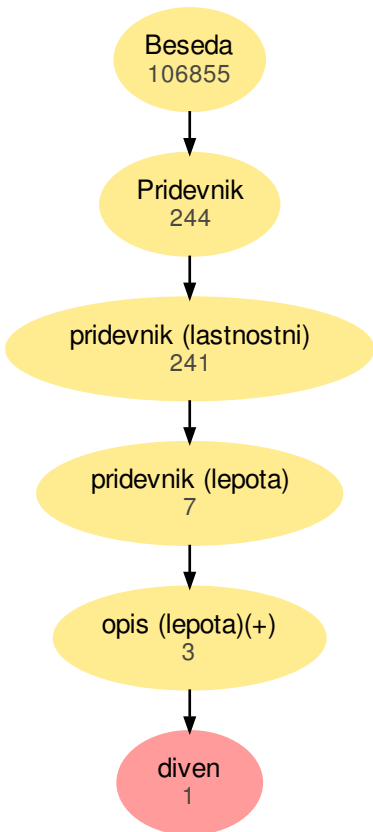 Beseda
106855
Pridevnik
244
pridevnik (lastnostni)
241
pridevnik (lepota)
7
opis (lepota)(+)
3
diven
1